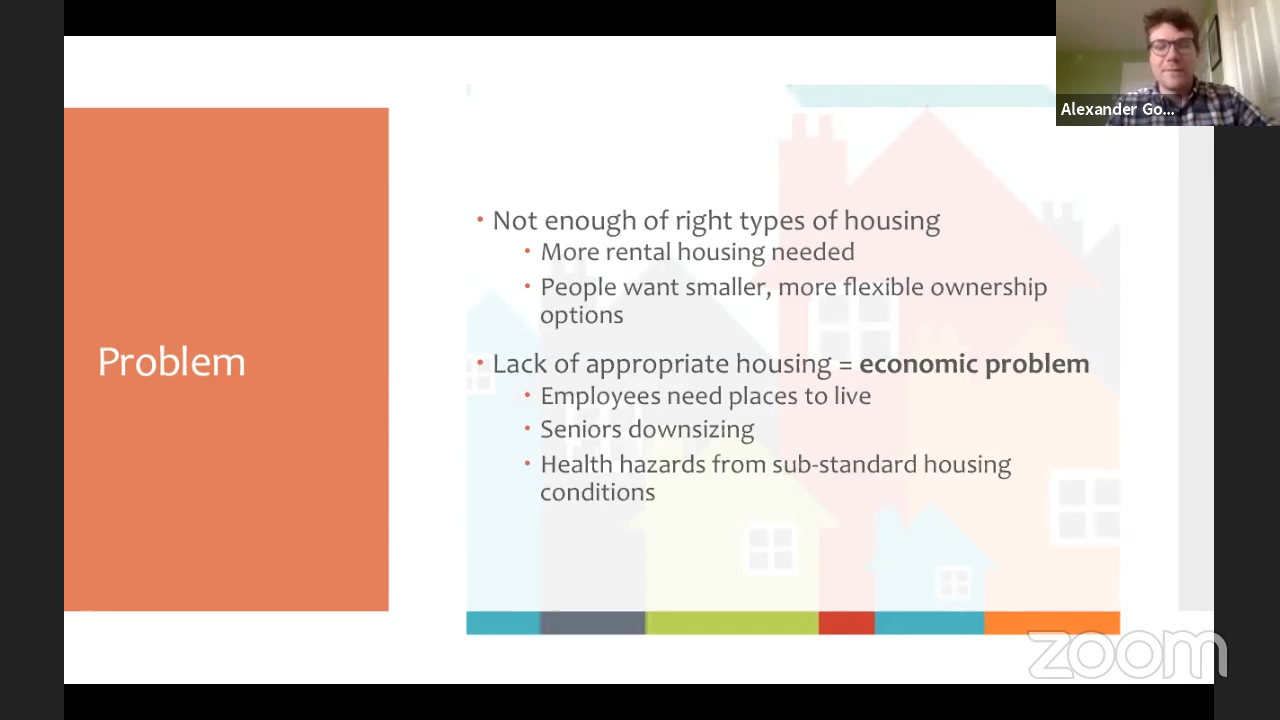 Alexander Go...
Problem
• Not enough of right types of housing
• More rental housing needed
• People want smaller, more flexible ownership
options
• Lack of appropriate housing = economic problem
• Employees need places to live
• Seniors downsizing
• Health hazards from sub-standard housing
conditions
zoom